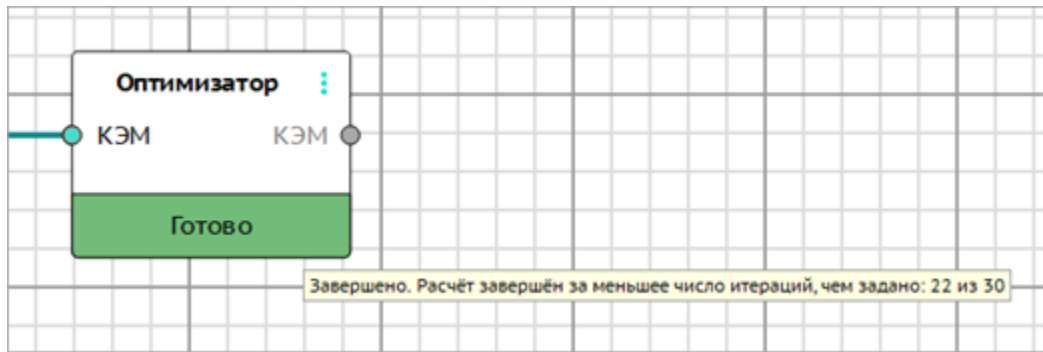 Оптимизатор
КЭМ КЭМ
Готово
Завершено. Расчёт завершён за меньшее число итераций, чем задано: 22 из 30